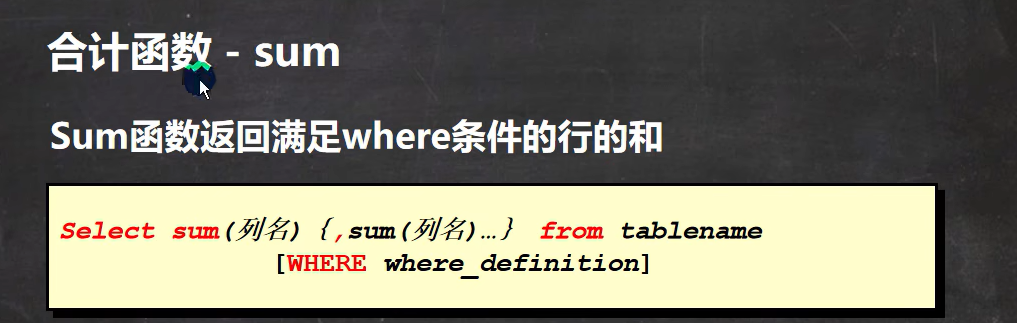 合计函数 - sum
Sum函数返回满足where条件的行的和
Select sum(列名) {,sum(列名)…} from tablename
[WHERE where_definition]